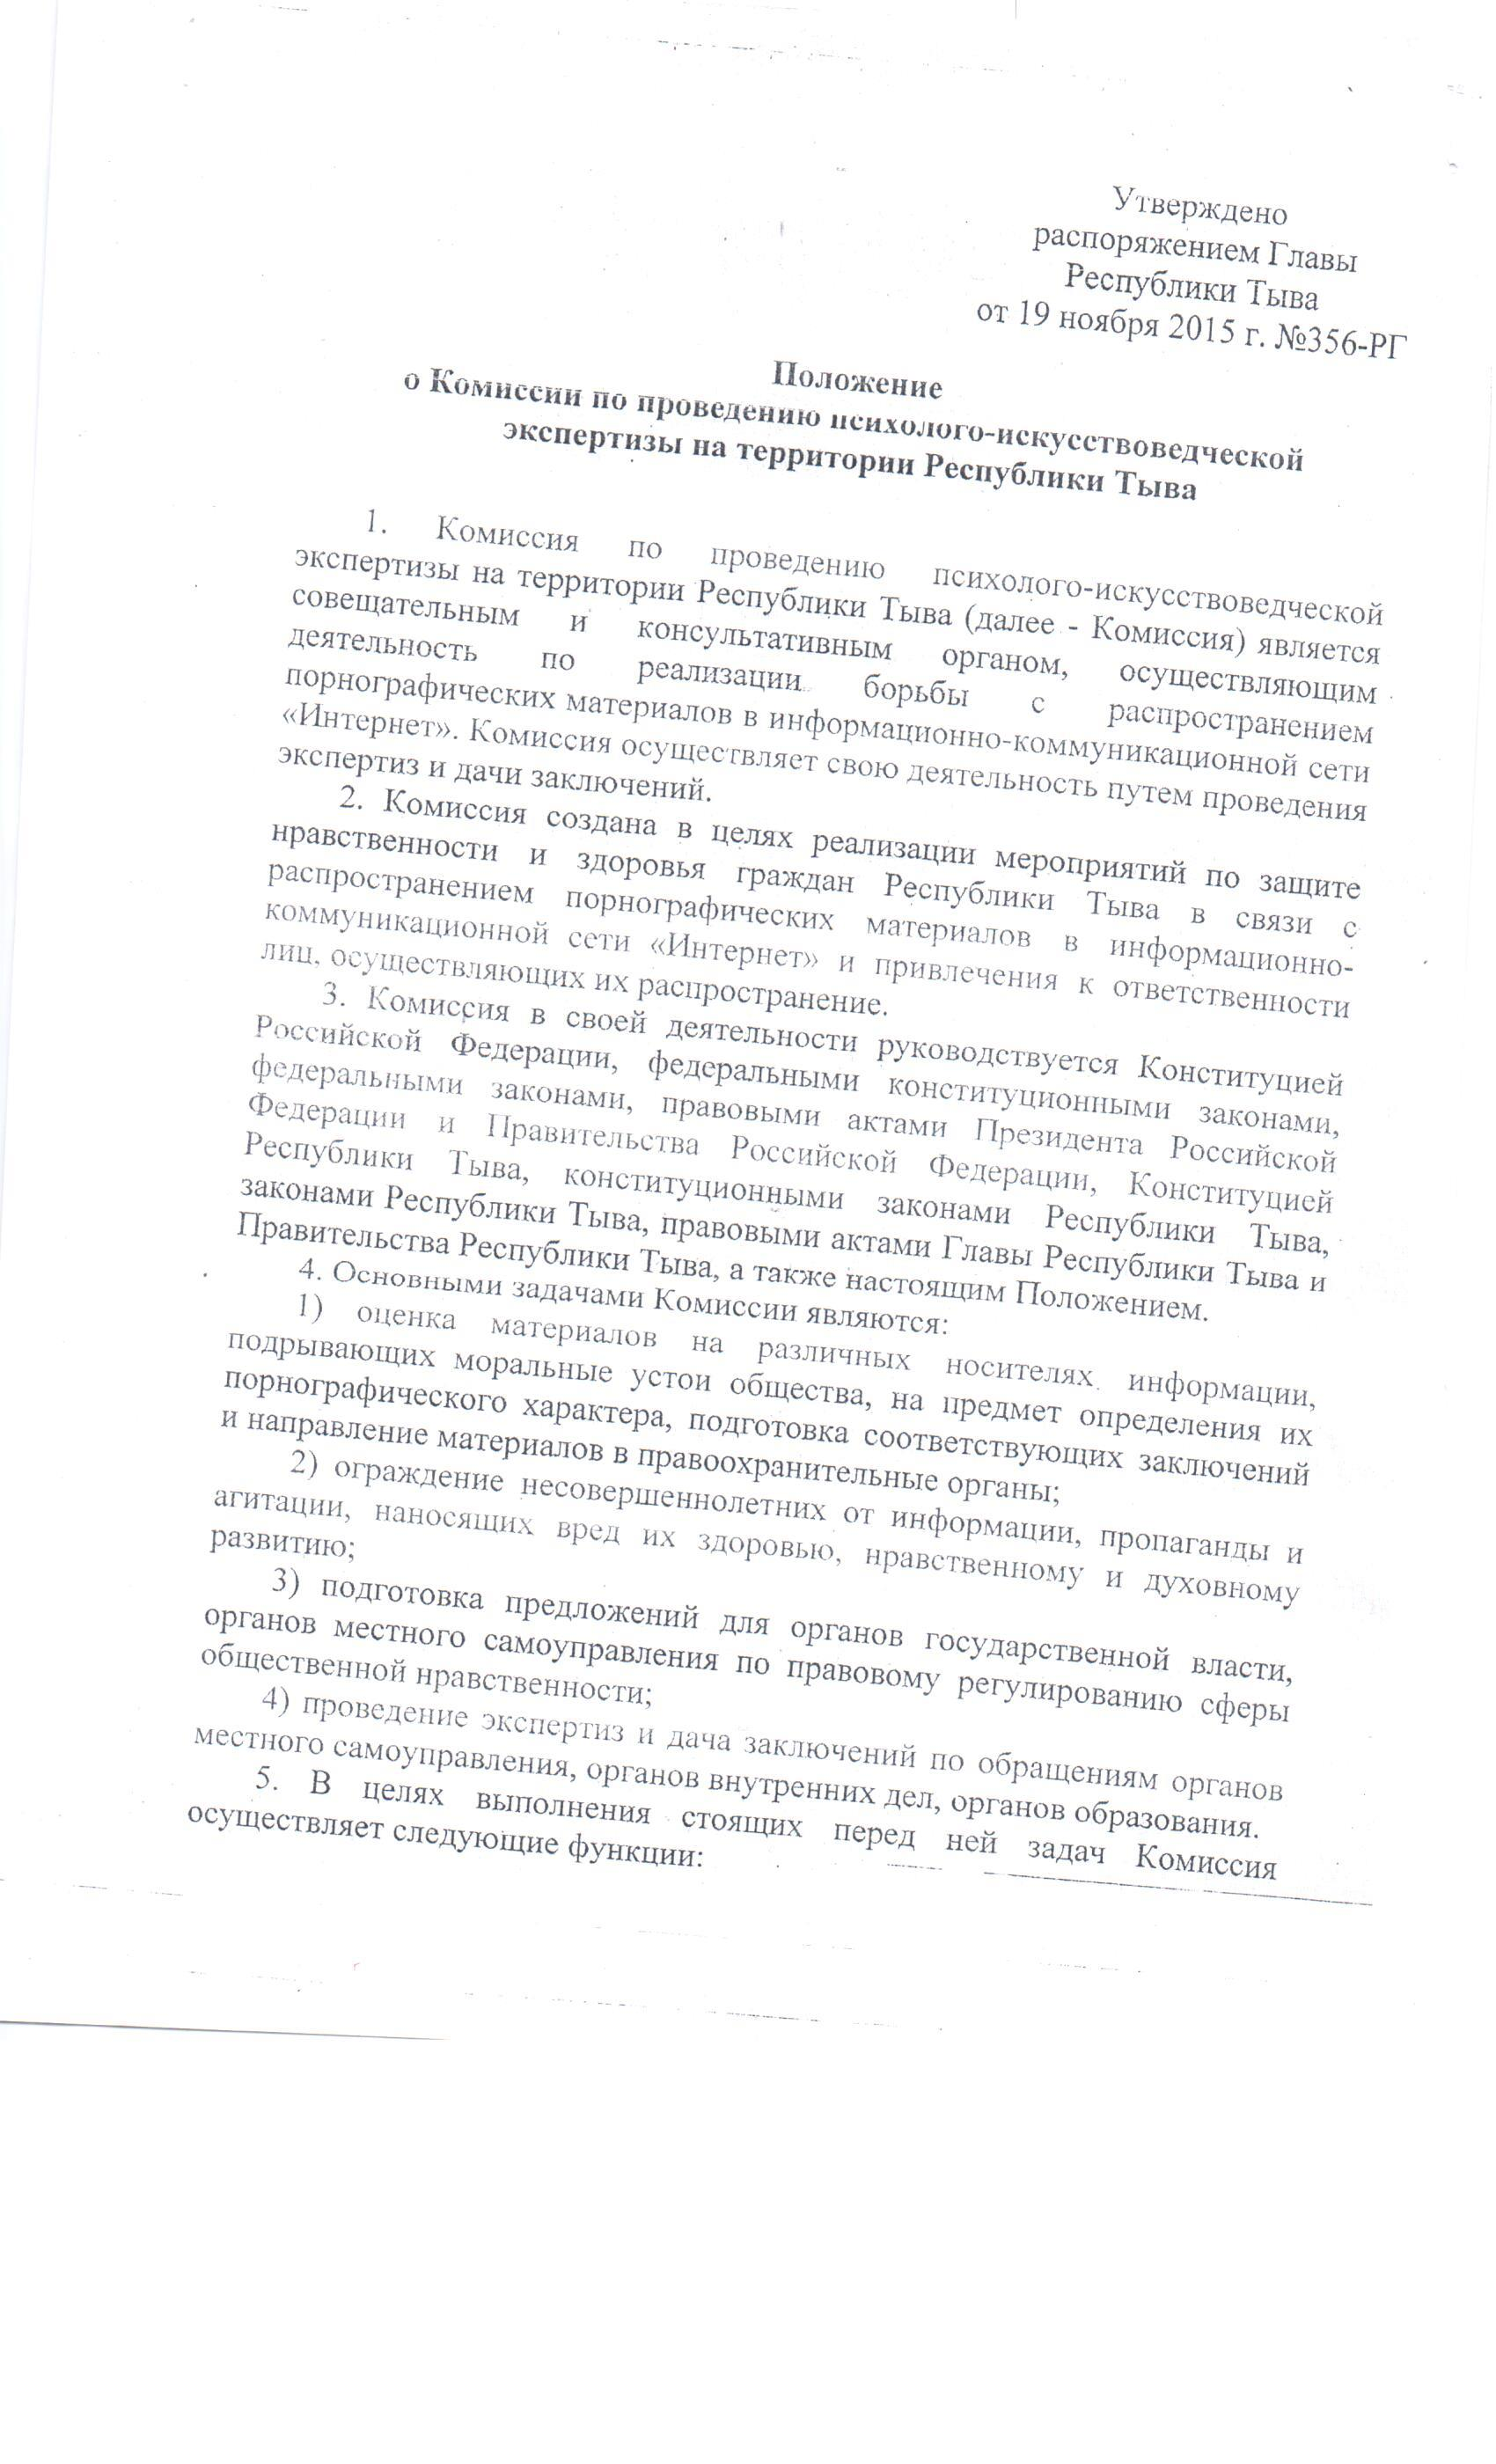 Утверждено
распоряжением Главы
Республики Тыва
от 19 ноября 2015 г. №356-РГ
Положение
о Комиссии по проведению психолого-искусствоведческой
экспертизы на территории Республики Тыва
1. Комиссия по проведению психолого-искусствоведческой
экспертизы на территории Республики Тыва (далее - Комиссия) является
совещательным и консультативным органом, осуществляющим
деятельность по реализации борьбы с распространением
порнографических материалов в информационно-коммуникационной сети
«Интернет». Комиссия осуществляет свою деятельность путем проведения
экспертиз и дачи заключений.
2. Комиссия создана в целях реализации мероприятий по защите
нравственности и здоровья граждан Республики Тыва в связи с
распространением порнографических материалов в информационно-
коммуникационной сети «Интернет» и привлечения к ответственности
лиц, осуществляющих их распространение.
3. Комиссия в своей деятельности руководствуется Конституцией
Российской Федерации, федеральными конституционными законами,
федеральными законами, правовыми актами Президента Российской
Федерации и Правительства Российской Федерации, Конституцией
Республики Тыва, конституционными законами Республики Тыва,
законами Республики Тыва, правовыми актами Главы Республики Тыва и
Правительства Республики Тыва, а также настоящим Положением.
4. Основными задачами Комиссии являются:
1) оценка материалов на различных носителях информации,
подрывающих моральные устои общества, на предмет определения их
порнографического характера, подготовка соответствующих заключений
и направление материалов в правоохранительные органы;
2) ограждение несовершеннолетних от информации, пропаганды и
агитации, наносящих вред их здоровью, нравственному и духовному
развитию;
3) подготовка предложений для органов государственной власти,
органов местного самоуправления по правовому регулированию сферы
общественной нравственности;
4) проведение экспертиз и дача заключений по обращениям органов
местного самоуправления, органов внутренних дел, органов образования.
5. В целях выполнения стоящих перед ней задач Комиссия
осуществляет следующие функции: